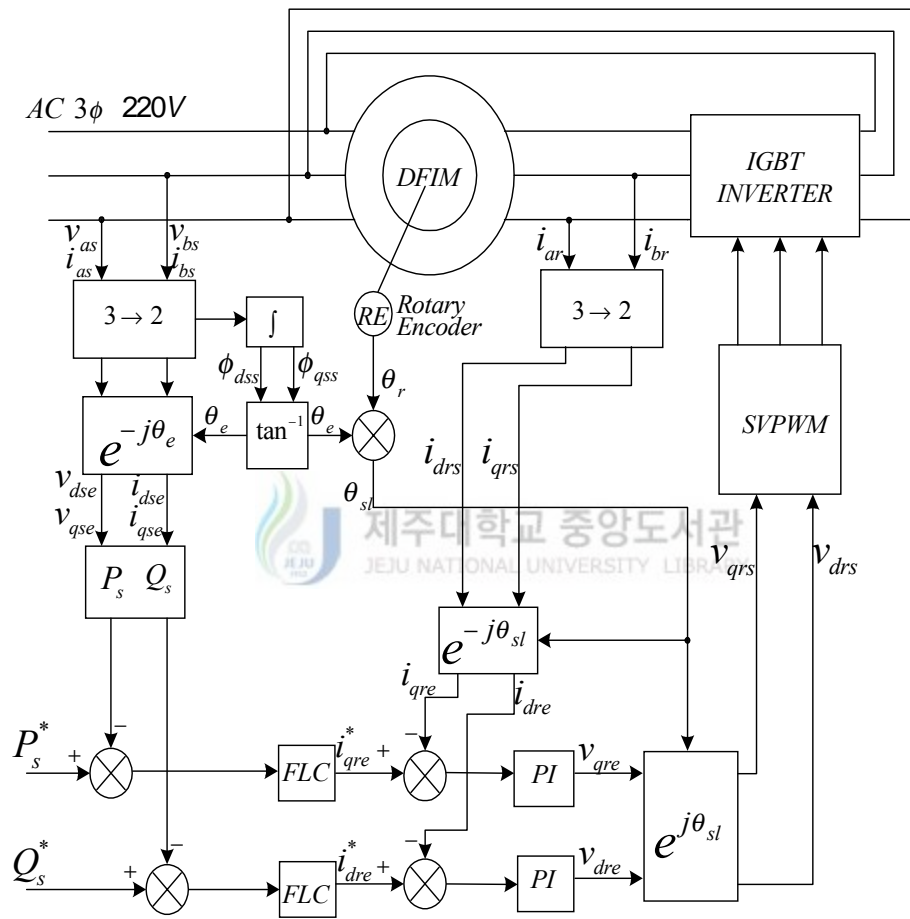 AC 3ϕ 220V
DFIM
IGBT
INVERTER
v_as
i_as
v_bs
i_bs
i_ar
i_br
3 → 2
∫
RE
Rotary
Encoder
3 → 2
ϕ_dss
ϕ_qss
θ_r
SVPWM
e^{-jθ_e}
θ_e
tan^{-1}
θ_e
i_drs
i_qrs
v_dse
v_qse
i_dse
i_qse
θ_sl
제주대학교 중앙도서관
JEJU NATIONAL UNIVERSITY LIBRARY
JEJU
1952
v_qrs
v_drs
P_s Q_s
e^{-jθ_sl}
i_qre
i_dre
P_s^*
+
−
FLC
i_qre^*
+
−
PI
v_qre
e^{jθ_sl}
Q_s^*
+
−
FLC
i_dre^*
+
−
PI
v_dre